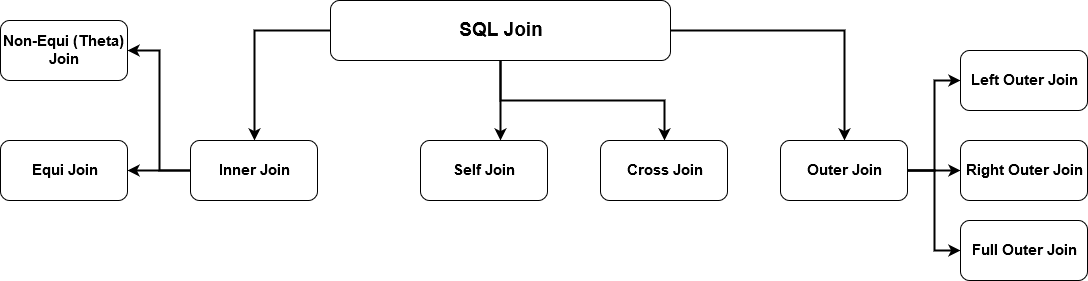 SQL Join
Non-Equi (Theta)
Join
Left Outer Join
Equi Join
Inner Join
Self Join
Cross Join
Outer Join
Right Outer Join
Full Outer Join